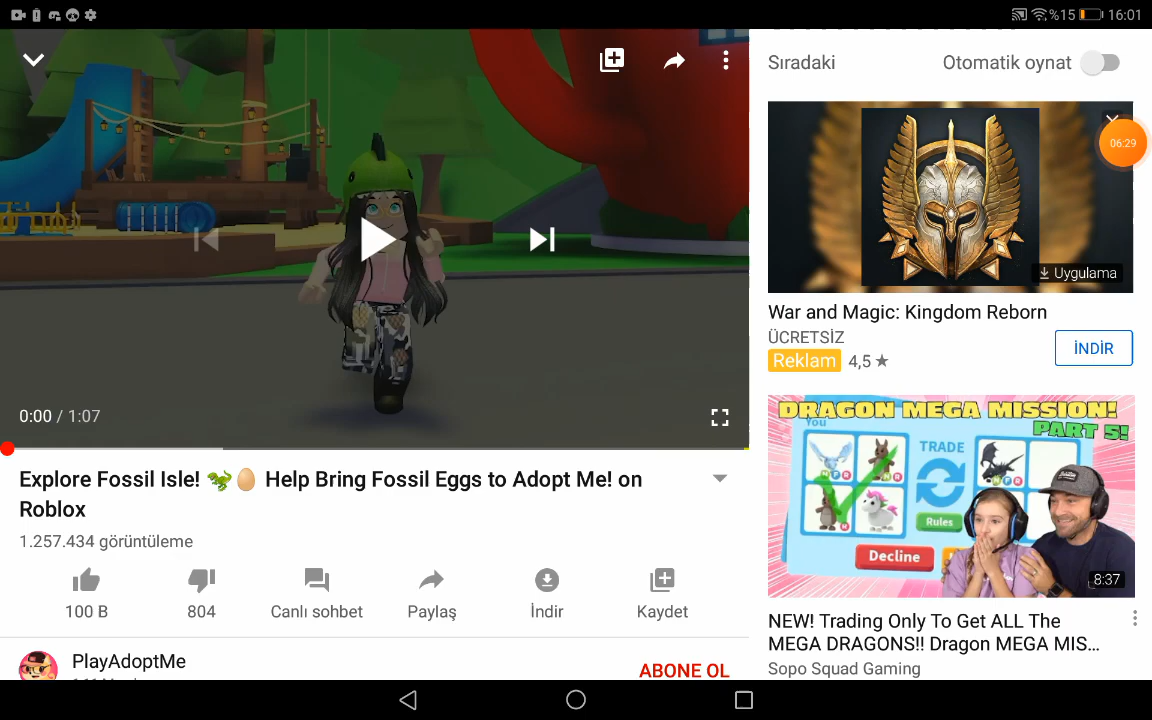 %15 16:01
Sıradaki
Otomatik oynat
06:29
Uygulama
War and Magic: Kingdom Reborn
ÜCRETSİZ
Reklam 4,5 ★
İNDİR
0:00 / 1:07
Explore Fossil Isle! 🦖🥚 Help Bring Fossil Eggs to Adopt Me! on
Roblox
1.257.434 görüntüleme
100 B
804
Canlı sohbet
Paylaş
İndir
Kaydet
PlayAdoptMe
ABONE OL
DRAGON MEGA MISSION!
PART 5!
You
TRADE
NFR
NFR
R
R
Rules
Decline
8:37
NEW! Trading Only To Get ALL The
MEGA DRAGONS!! Dragon MEGA MIS...
Sopo Squad Gaming